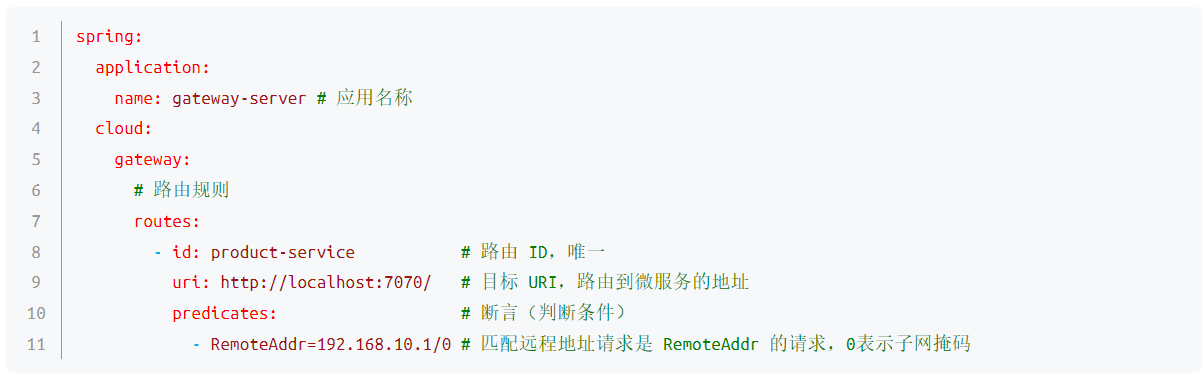 1 spring:
2   application:
3     name: gateway-server # 应用名称
4   cloud:
5     gateway:
6       # 路由规则
7       routes:
8         - id: product-service           # 路由 ID，唯一
9           uri: http://localhost:7070/   # 目标 URI，路由到微服务的地址
10           predicates:                   # 断言（判断条件）
11             - RemoteAddr=192.168.10.1/0 # 匹配远程地址请求是 RemoteAddr 的请求，0表示子网掩码